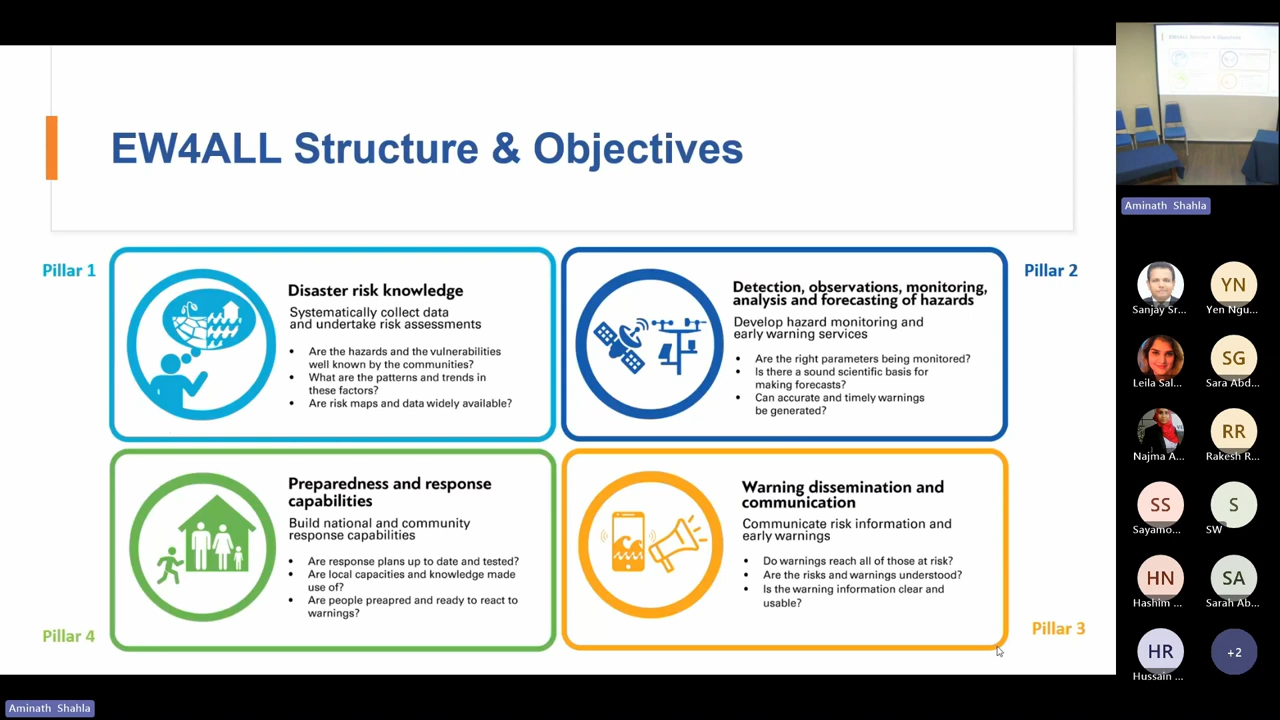 EW4ALL Structure & Objectives
Pillar 1
Disaster risk knowledge
Systematically collect data
and undertake risk assessments
• Are the hazards and the vulnerabilities
well known by the communities?
• What are the patterns and trends in
these factors?
• Are risk maps and data widely available?
Pillar 2
Detection, observations, monitoring,
analysis and forecasting of hazards
Develop hazard monitoring and
early warning services
• Are the right parameters being monitored?
• Is there a sound scientific basis for
making forecasts?
• Can accurate and timely warnings
be generated?
Preparedness and response
capabilities
Build national and community
response capabilities
• Are response plans up to date and tested?
• Are local capacities and knowledge made
use of?
• Are people preapred and ready to react to
warnings?
Pillar 4
Warning dissemination and
communication
Communicate risk information and
early warnings
• Do warnings reach all of those at risk?
• Are the risks and warnings understood?
• Is the warning information clear and
usable?
Pillar 3
Aminath Shahla
EW4ALL Structure & Objectives
Aminath Shahla
Sanjay Sr...
YN
Yen Ngu...
Leila Sal...
SG
Sara Abd...
Najma A...
RR
Rakesh R...
SS
Sayamo...
S
SW
HN
Hashim ...
SA
Sarah Ab...
HR
Hussain ...
+2